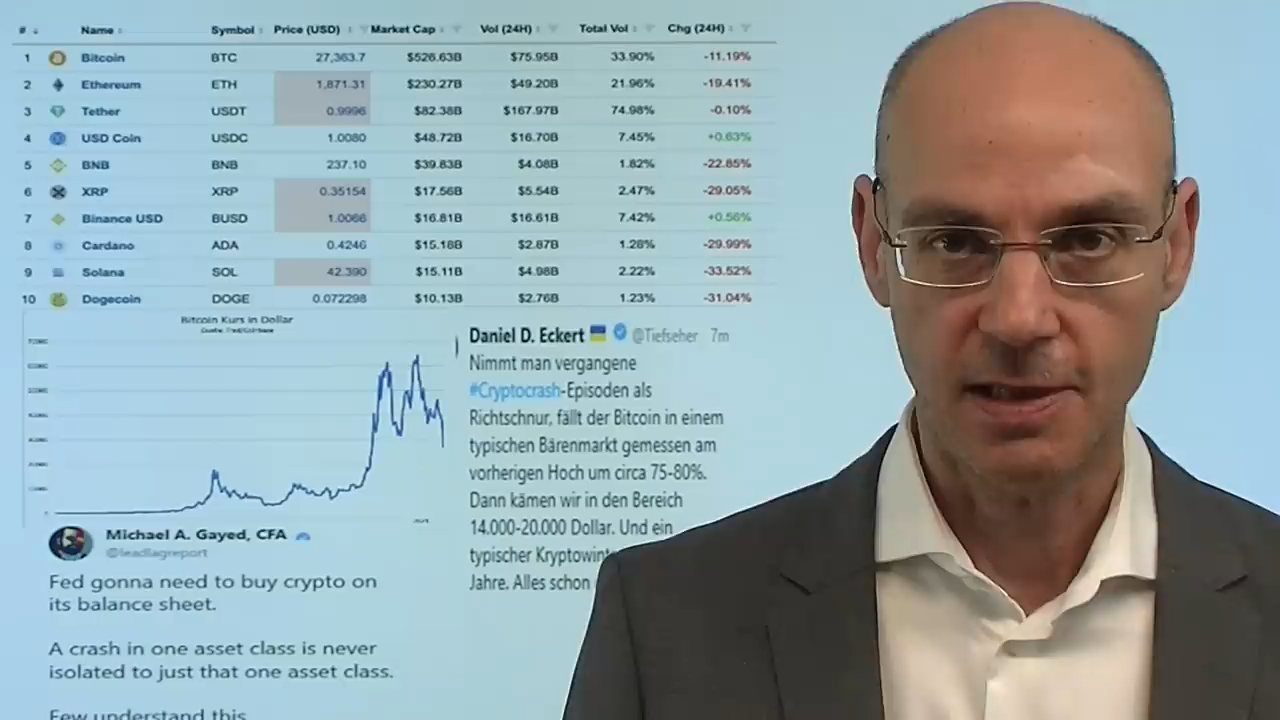 # Name Symbol Price (USD) Market Cap Vol (24H) Total Vol Chg (24H)
1 Bitcoin BTC 27,363.7 $526.63B $75.95B 33.90% -11.19%
2 Ethereum ETH 1,871.31 $230.27B $49.20B 21.96% -19.41%
3 Tether USDT 0.9996 $82.38B $167.97B 74.98% -0.10%
4 USD Coin USDC 1.0080 $48.72B $16.70B 7.45% +0.63%
5 BNB BNB 237.10 $39.83B $4.08B 1.82% -22.85%
6 XRP XRP 0.35154 $17.56B $5.54B 2.47% -29.05%
7 Binance USD BUSD 1.0066 $16.81B $16.61B 7.42% +0.56%
8 Cardano ADA 0.4246 $15.18B $2.87B 1.28% -29.99%
9 Solana SOL 42.390 $15.11B $4.98B 2.22% -33.52%
10 Dogecoin DOGE 0.072298 $10.13B $2.76B 1.23% -31.04%
Bitcoin Kurs in Dollar
Daniel D. Eckert @Tiefseher 7m
Nimmt man vergangene
#Cryptocrash-Episoden als
Richtschnur, fällt der Bitcoin in einem
typischen Bärenmarkt gemessen am
vorherigen Hoch um circa 75-80%.
Dann kämen wir in den Bereich
14.000-20.000 Dollar. Und ein
typischer Kryptowint
Jahre. Alles schon
Michael A. Gayed, CFA
@leadlagreport
Fed gonna need to buy crypto on
its balance sheet.
A crash in one asset class is never
isolated to just that one asset class.
Few understand this